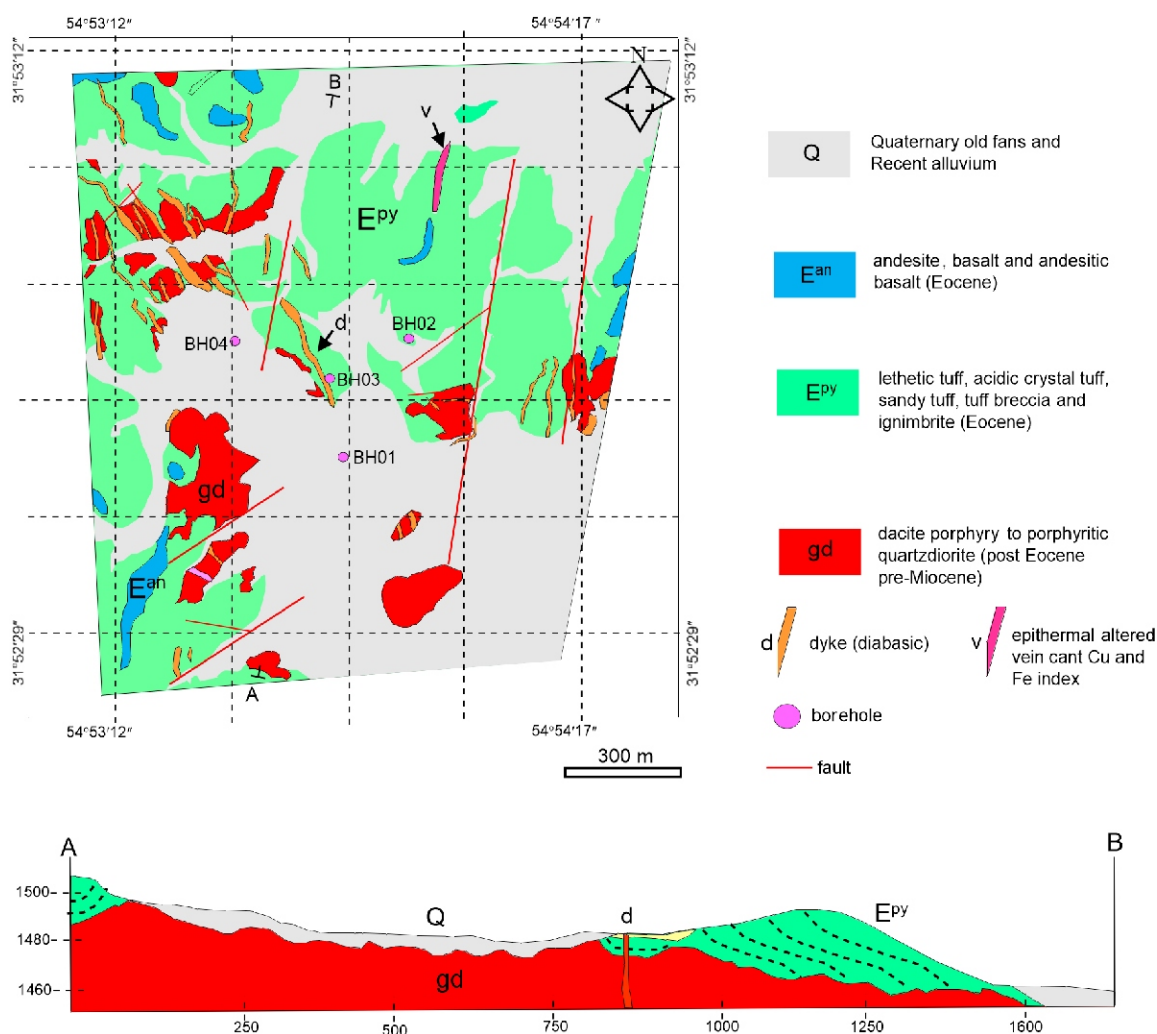 54°53′12″
54°54′17″
31°53′12″
31°53′12″
N
B
v
E^py
d
BH02
BH04
BH03
BH01
gd
E^an
31°52′29″
31°52′29″
A
54°53′12″
54°54′17″
300 m
Q
Quaternary old fans and
Recent alluvium
E^an
andesite, basalt and andesitic
basalt (Eocene)
E^py
lethetic tuff, acidic crystal tuff,
sandy tuff, tuff breccia and
ignimbrite (Eocene)
gd
dacite porphyry to porphyritic
quartzdiorite (post Eocene
pre-Miocene)
d
dyke (diabasic)
v
epithermal altered
vein cant Cu and
Fe index
borehole
fault
A
B
1500
1480
1460
Q
d
E^py
gd
250
500
750
1000
1250
1600